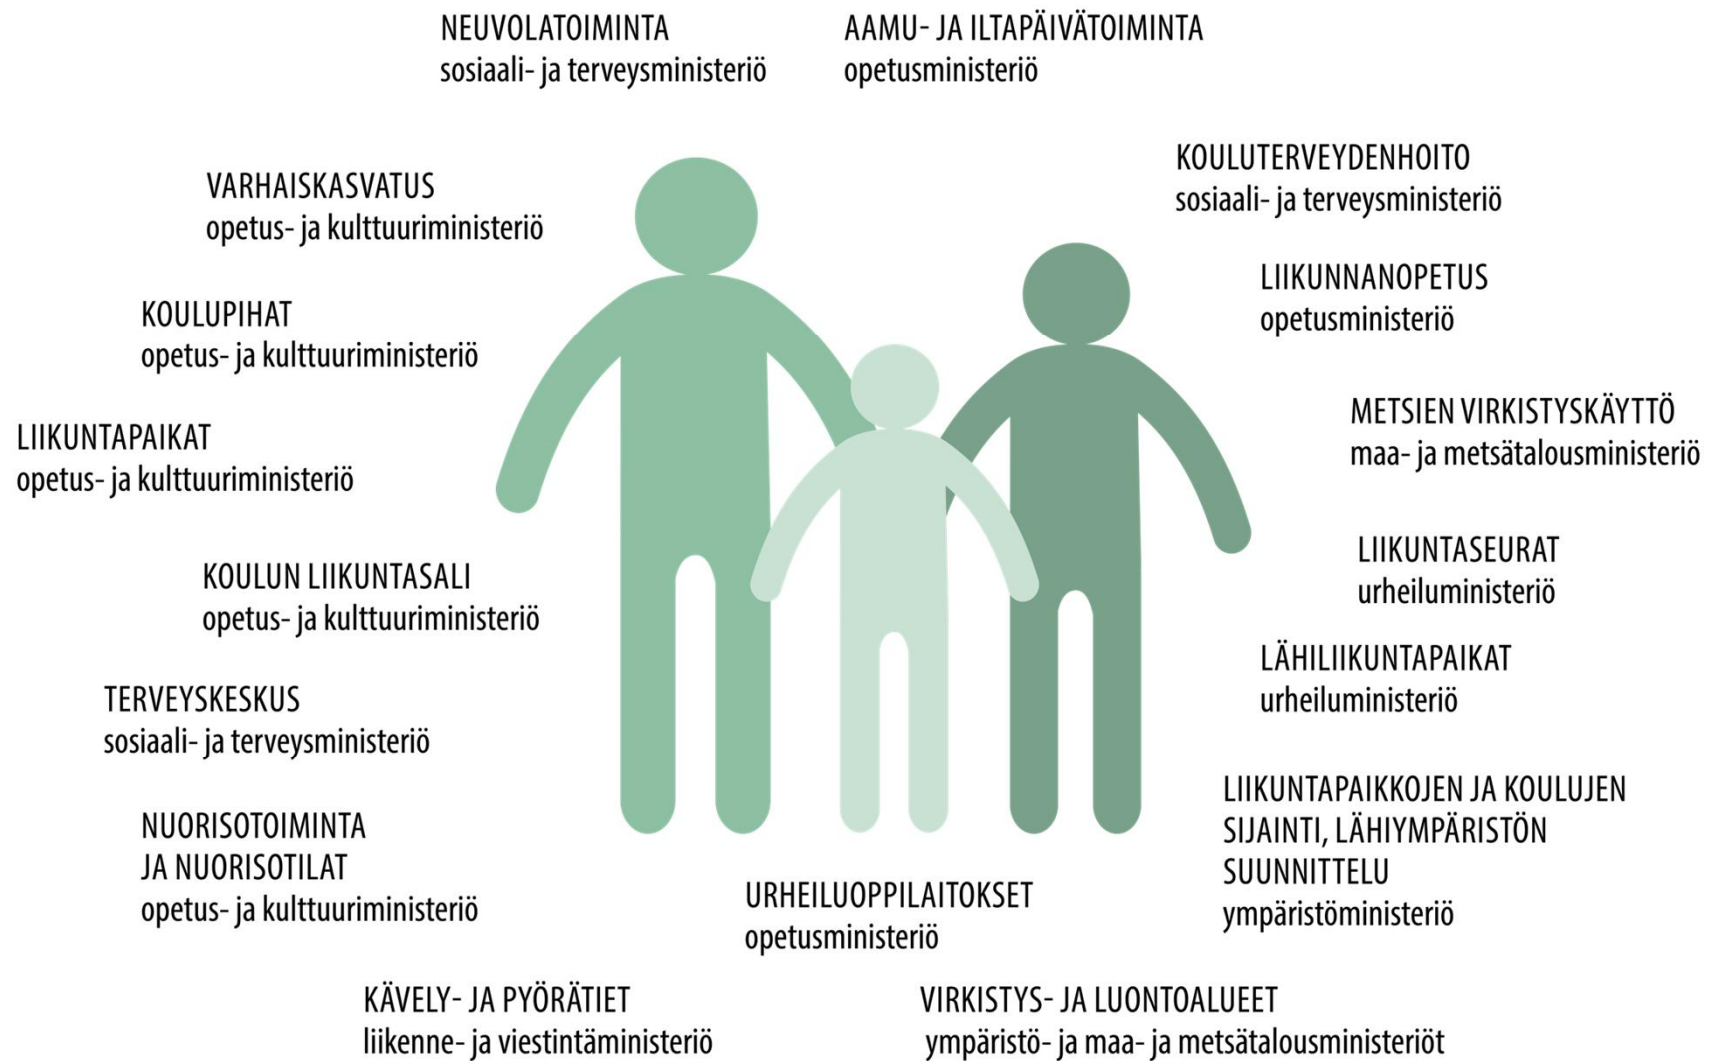 NEUVOLATOIMINTA
sosiaali- ja terveysministeriö
AAMU- JA ILTAPÄIVÄTOIMINTA
opetusministeriö
VARHAISKASVATUS
opetus- ja kulttuuriministeriö
KOULUTERVEYDENHOITO
sosiaali- ja terveysministeriö
KOULUPIHAT
opetus- ja kulttuuriministeriö
LIIKUNNANOPETUS
opetusministeriö
LIIKUNTAPAIKAT
opetus- ja kulttuuriministeriö
METSIEN VIRKISTYSKÄYTTÖ
maa- ja metsätalousministeriö
KOULUN LIIKUNTASALI
opetus- ja kulttuuriministeriö
LIIKUNTASEURAT
urheiluministeriö
TERVEYSKESKUS
sosiaali- ja terveysministeriö
LÄHILIIKUNTAPAIKAT
urheiluministeriö
NUORISOTOIMINTA
JA NUORISOTILAT
opetus- ja kulttuuriministeriö
LIIKUNTAPAIKKOJEN JA KOULUJEN
SIJAINTI, LÄHIYMPÄRISTÖN
SUUNNITTELU
ympäristöministeriö
URHEILUOPPILAITOKSET
opetusministeriö
KÄVELY- JA PYÖRÄTIET
liikenne- ja viestintäministeriö
VIRKISTYS- JA LUONTOALUEET
ympäristö- ja maa- ja metsätalousministeriöt